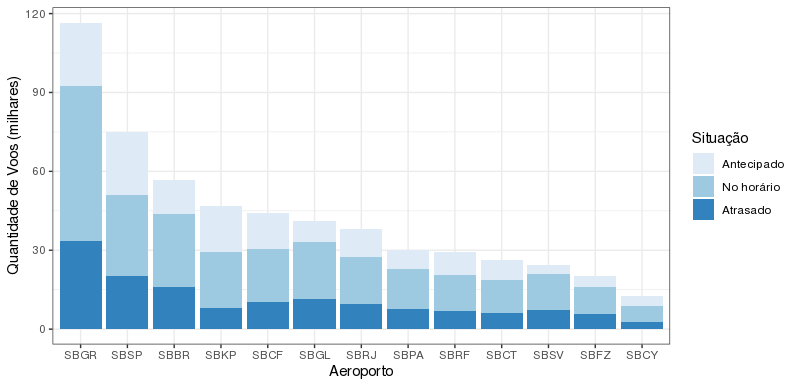 Quantidade de Voos (milhares)
120
90
60
30
0
SBGR SBSP SBBR SBKP SBCF SBGL SBRJ SBPA SBRF SBCT SBSV SBFZ SBCY
Aeroporto
Situação
Antecipado
No horário
Atrasado